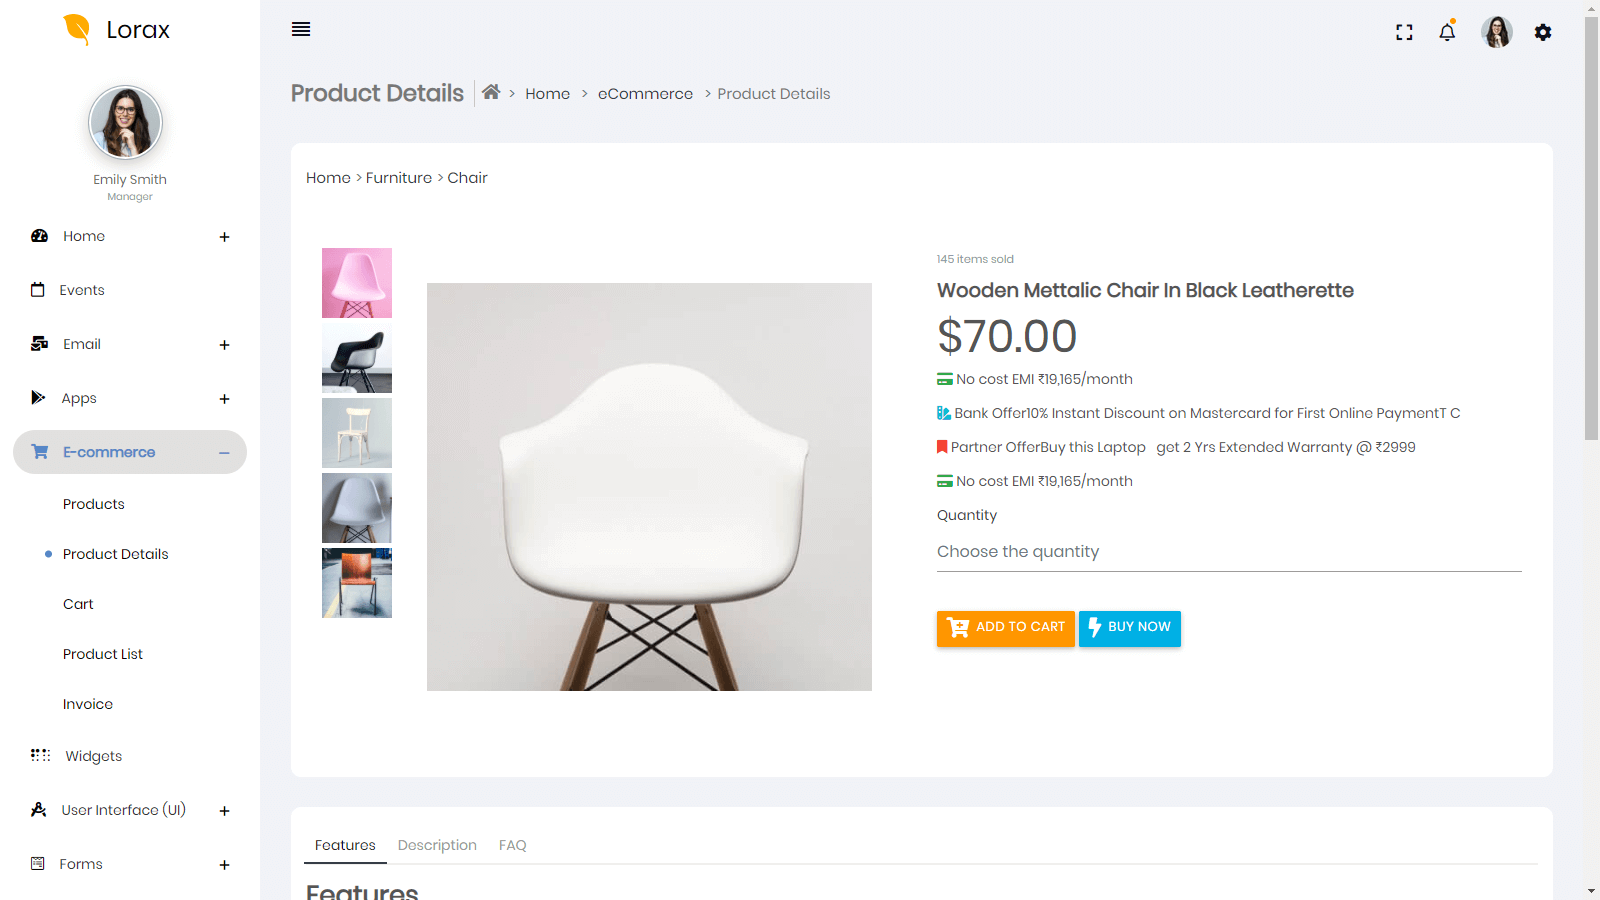 Lorax
Emily Smith
Manager
Home
Events
Email
Apps
E-commerce
Products
Product Details
Cart
Product List
Invoice
Widgets
User Interface (UI)
Forms
Product Details > Home > eCommerce > Product Details
Home > Furniture > Chair
145 items sold
Wooden Mettalic Chair In Black Leatherette
$70.00
No cost EMI ₹19,165/month
Bank Offer10% Instant Discount on Mastercard for First Online PaymentT C
Partner OfferBuy this Laptop get 2 Yrs Extended Warranty @ ₹2999
No cost EMI ₹19,165/month
Quantity
Choose the quantity
ADD TO CART BUY NOW
Features Description FAQ
Features